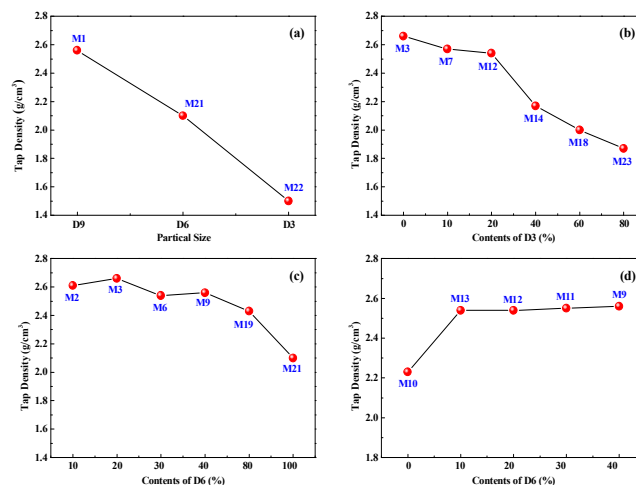 (a)
Tap Density (g/cm³)
2.8
2.6
2.4
2.2
2.0
1.8
1.6
1.4
M1
M21
M22
D9 D6 D3
Partical Size
(b)
Tap Density (g/cm³)
2.8
2.6
2.4
2.2
2.0
1.8
1.6
1.4
M3
M7
M12
M14
M18
M23
0 10 20 40 60 80
Contents of D3 (%)
(c)
Tap Density (g/cm³)
2.8
2.6
2.4
2.2
2.0
1.8
1.6
1.4
M2
M3
M6
M9
M19
M21
10 20 30 40 80 100
Contents of D6 (%)
(d)
Tap Density (g/cm³)
2.8
2.6
2.4
2.2
2.0
1.8
M10
M13
M12
M11
M9
0 10 20 30 40
Contents of D6 (%)